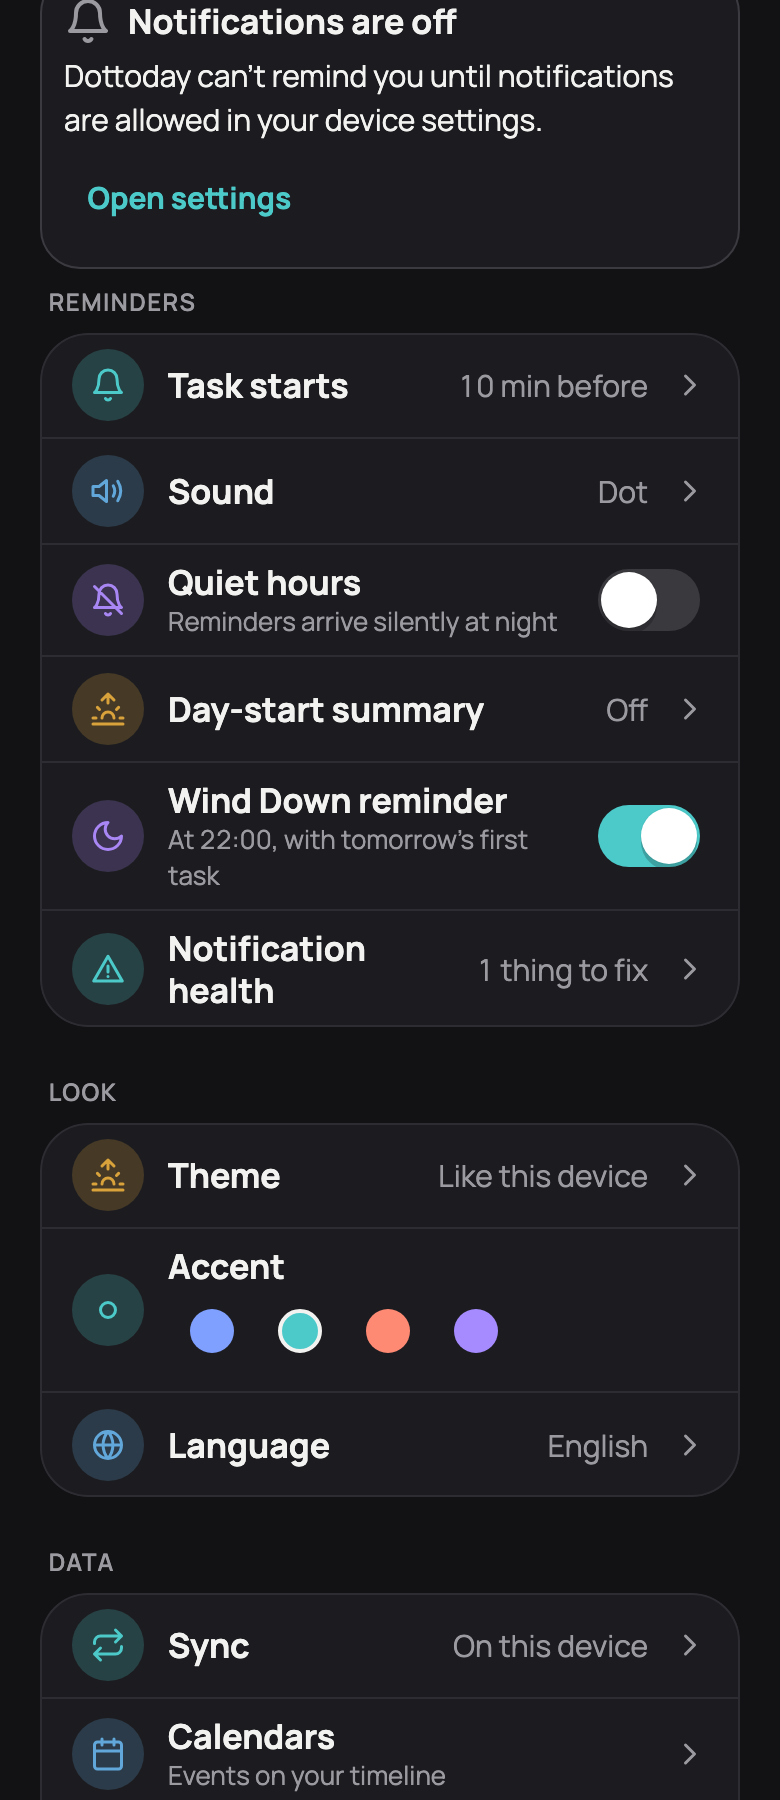 Notifications are off
Dottoday can't remind you until notifications
are allowed in your device settings.
Open settings
REMINDERS
Task starts 10 min before
Sound Dot
Quiet hours
Reminders arrive silently at night
Day-start summary Off
Wind Down reminder
At 22:00, with tomorrow's first
task
Notification
health 1 thing to fix
LOOK
Theme Like this device
Accent
Language English
DATA
Sync On this device
Calendars
Events on your timeline